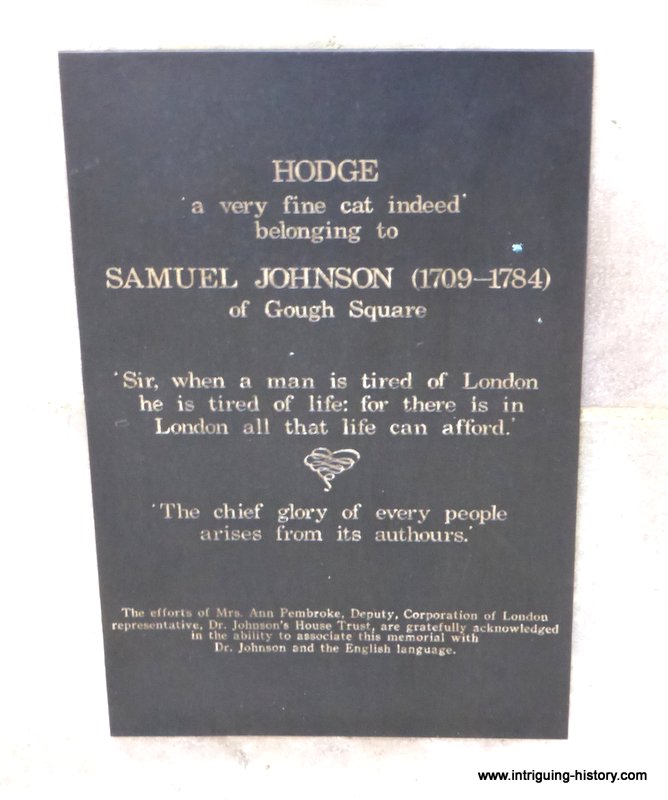 HODGE
'a very fine cat indeed'
belonging to
SAMUEL JOHNSON (1709–1784)
of Gough Square
'Sir, when a man is tired of London
he is tired of life: for there is in
London all that life can afford.'
'The chief glory of every people
arises from its authours.'
The efforts of Mrs. Ann Pembroke, Deputy, Corporation of London
representative, Dr. Johnson's House Trust, are gratefully acknowledged
in the ability to associate this memorial with
Dr. Johnson and the English language.
www.intriguing-history.com